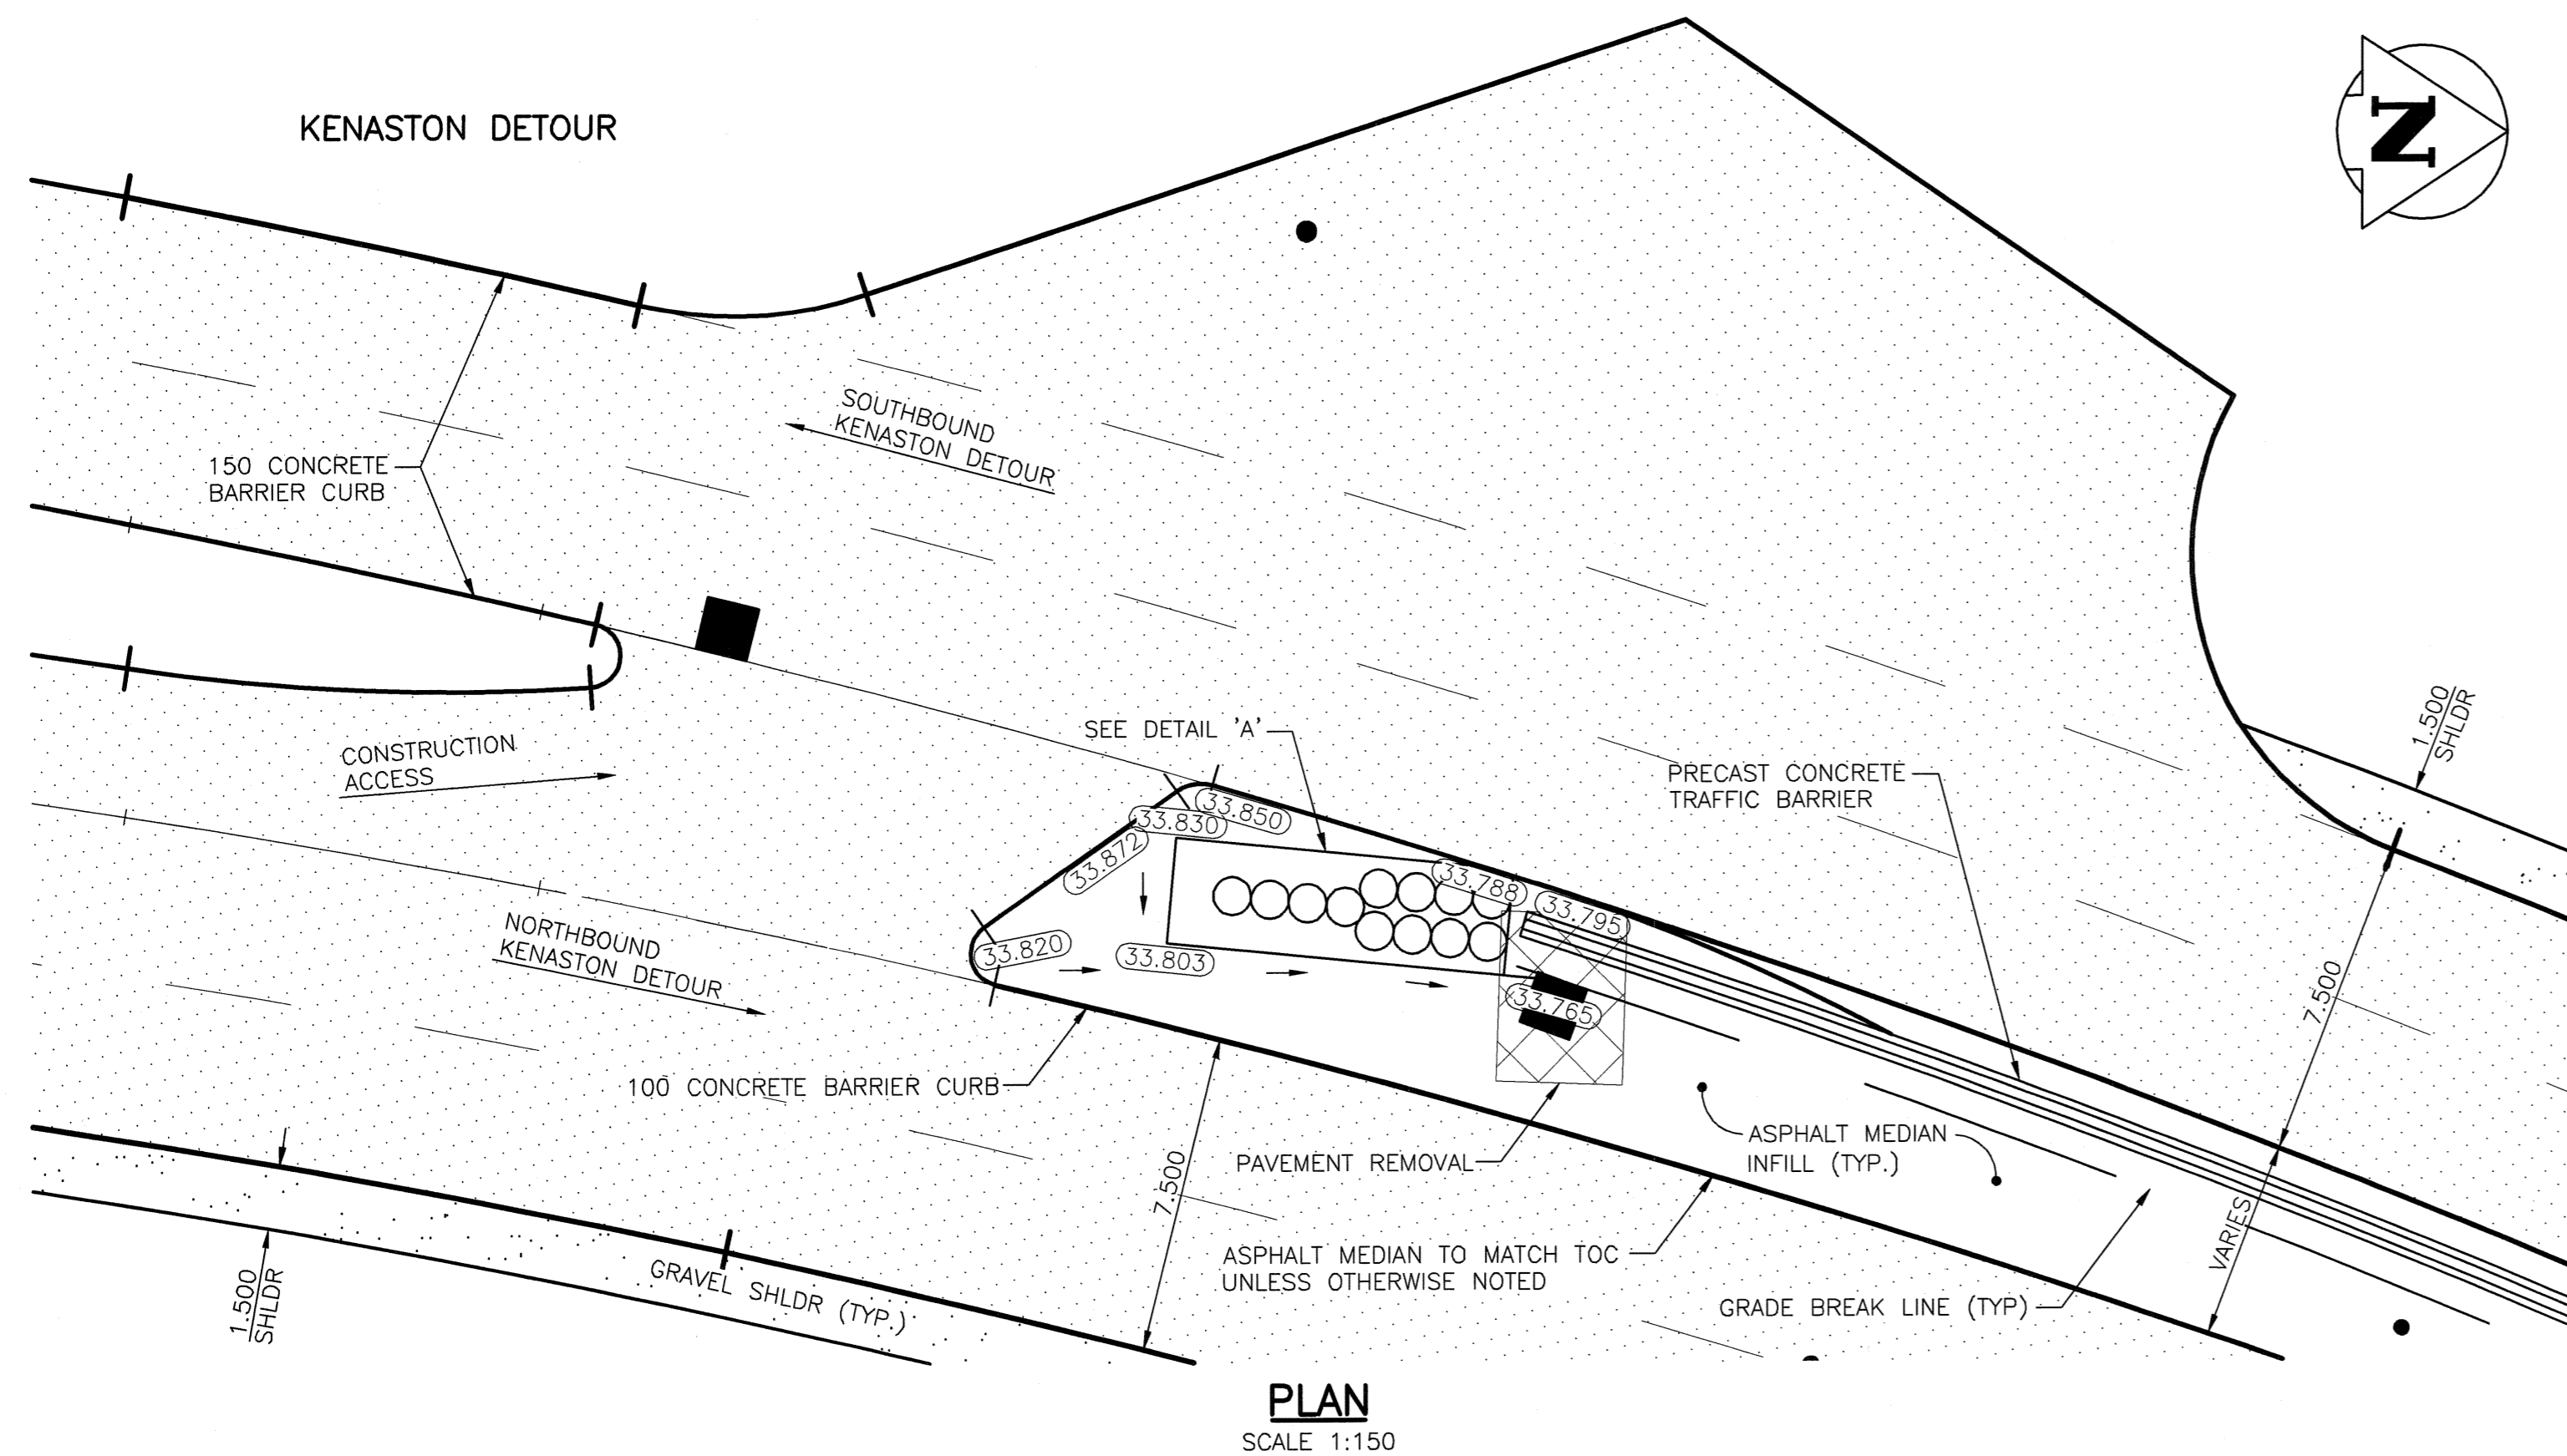 KENASTON DETOUR
N
SOUTHBOUND
KENASTON DETOUR
150 CONCRETE
BARRIER CURB
1.500
SHLDR
SEE DETAIL 'A'
CONSTRUCTION
ACCESS
PRECAST CONCRETE
TRAFFIC BARRIER
33.850
33.830
33.872
33.788
33.795
NORTHBOUND
KENASTON DETOUR
33.820
33.803
33.765
7.500
100 CONCRETE BARRIER CURB
PAVEMENT REMOVAL
ASPHALT MEDIAN
INFILL (TYP.)
7.500
VARIES
ASPHALT MEDIAN TO MATCH TOC
UNLESS OTHERWISE NOTED
GRAVEL SHLDR (TYP.)
1.500
SHLDR
GRADE BREAK LINE (TYP)
PLAN
SCALE 1:150